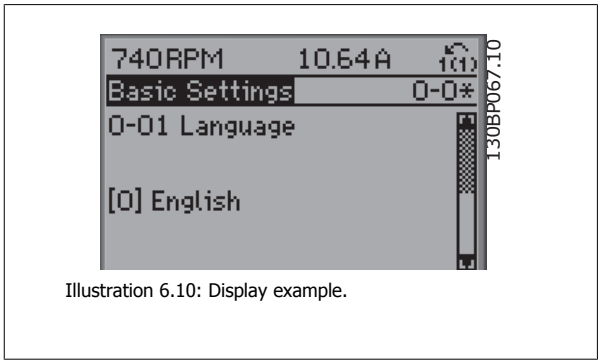 740RPM 10.64A 1(1)
Basic Settings 0-0*
0-01 Language
[0] English
130BP067.10
Illustration 6.10: Display example.